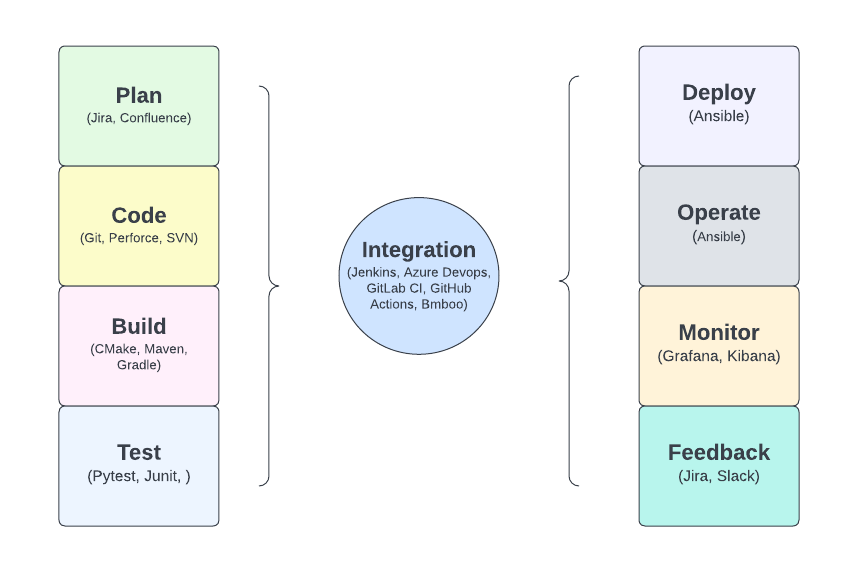 Plan
(Jira, Confluence)
Code
(Git, Perforce, SVN)
Build
(CMake, Maven,
Gradle)
Test
(Pytest, Junit, )
Integration
(Jenkins, Azure Devops,
GitLab CI, GitHub
Actions, Bmboo)
Deploy
(Ansible)
Operate
(Ansible)
Monitor
(Grafana, Kibana)
Feedback
(Jira, Slack)